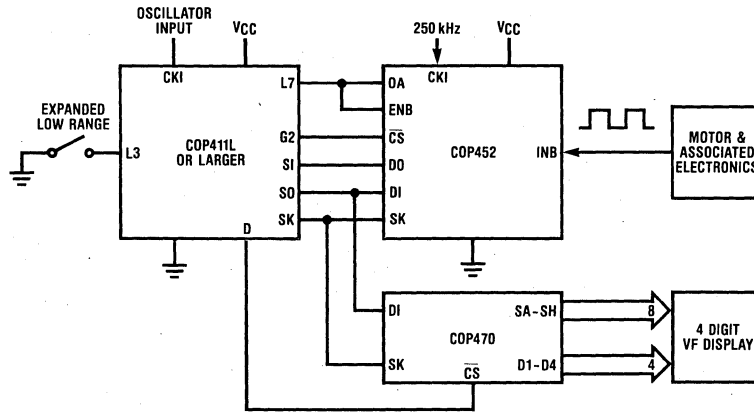 OSCILLATOR
INPUT
VCC
250 kHz
VCC
CKI
L7
OA
CKI
EXPANDED
LOW RANGE
ENB
L3
COP411L
OR LARGER
G2
CS
COP452
INB
MOTOR &
ASSOCIATED
ELECTRONICS
SI
DO
SO
DI
SK
SK
D
DI
SA-SH
8
COP470
4 DIGIT
VF DISPLAY
SK
CS
D1-D4
4